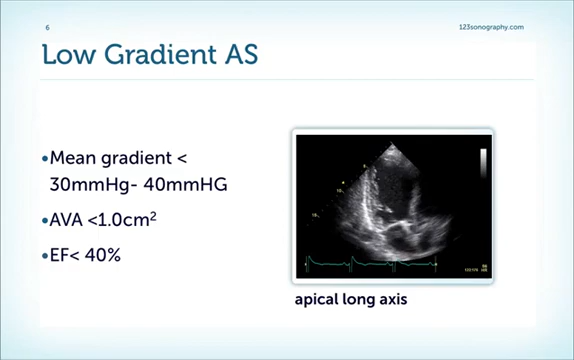 6
123sonography.com
Low Gradient AS
•Mean gradient <
30mmHg- 40mmHG
•AVA <1.0cm²
•EF< 40%
apical long axis